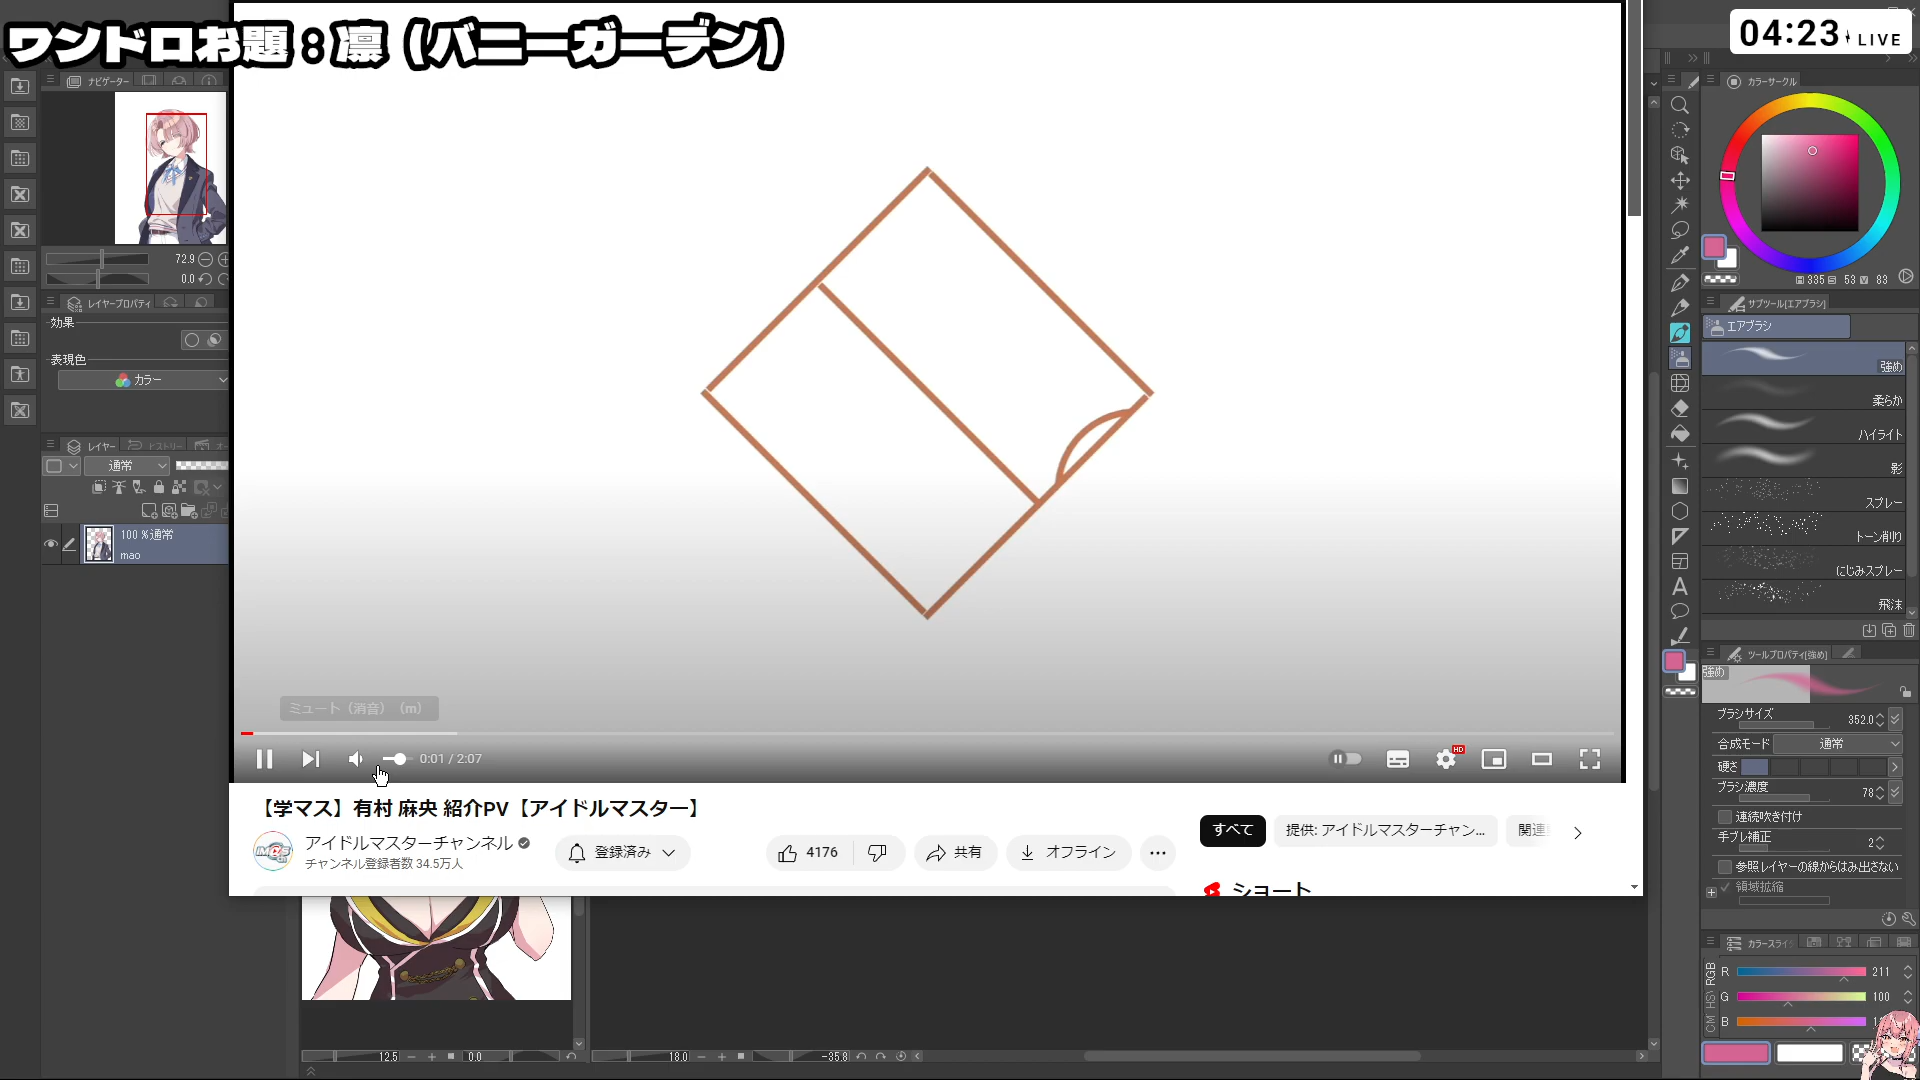 ワンドロお題：凛（バニーガーデン）
04:23 LIVE
ナビゲーター
72.9
0.0
レイヤープロパティ
効果
表現色
カラー
レイヤー
ヒストリー
通常
100 %通常
mao
ミュート（消音） （m）
0:01 / 2:07
HD
【学マス】有村 麻央 紹介PV【アイドルマスター】
アイドルマスターチャンネル
チャンネル登録者数 34.5万人
登録済み
4176
共有
オフライン
すべて
提供: アイドルマスターチャン...
関連
ショート
12.5
0.0
18.0
-35.8
カラーサークル
335 53 83
サブツール[エアブラシ]
エアブラシ
強め
柔らか
ハイライト
影
スプレー
トーン削り
にじみスプレー
飛沫
ツールプロパティ[強め]
強め
ブラシサイズ
352.0
合成モード
通常
硬さ
ブラシ濃度
78
連続吹き付け
手ブレ補正
2
参照レイヤーの線からはみ出さない
領域拡縮
カラースライ
RGB
R
211
G
100
B